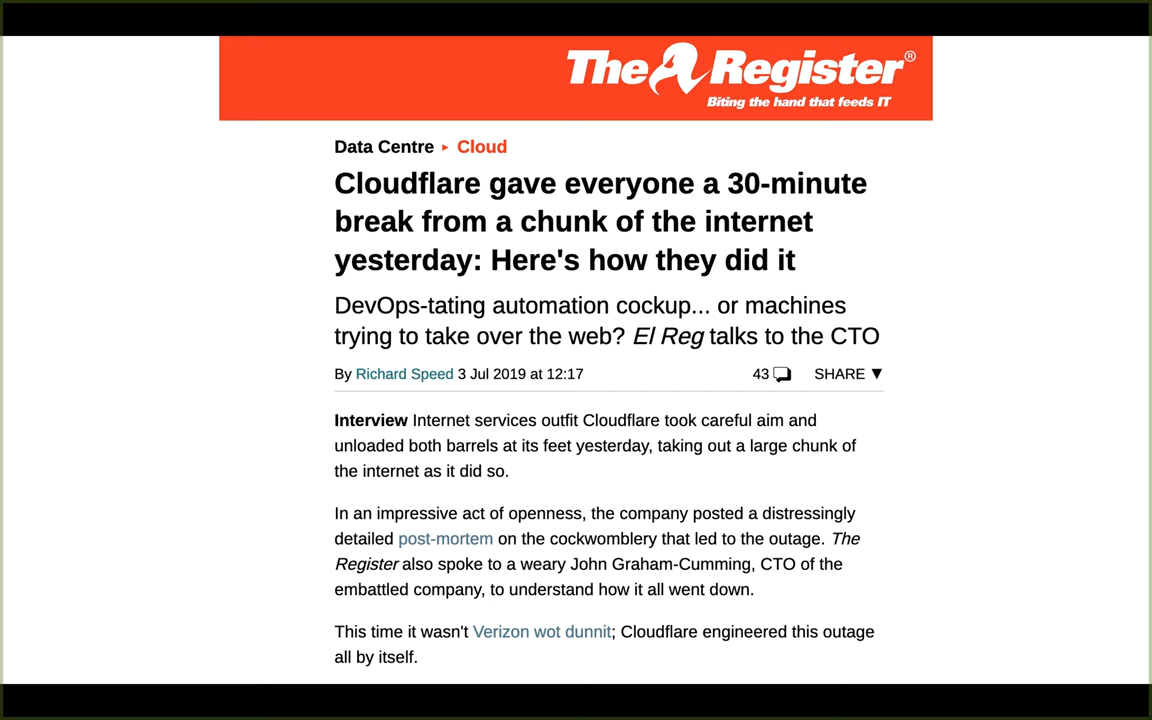 The Register®
Biting the hand that feeds IT
Data Centre ▸ Cloud
Cloudflare gave everyone a 30-minute
break from a chunk of the internet
yesterday: Here's how they did it
DevOps-tating automation cockup... or machines
trying to take over the web? El Reg talks to the CTO
By Richard Speed 3 Jul 2019 at 12:17 43 SHARE ▼
Interview Internet services outfit Cloudflare took careful aim and
unloaded both barrels at its feet yesterday, taking out a large chunk of
the internet as it did so.
In an impressive act of openness, the company posted a distressingly
detailed post-mortem on the cockwomblery that led to the outage. The
Register also spoke to a weary John Graham-Cumming, CTO of the
embattled company, to understand how it all went down.
This time it wasn't Verizon wot dunnit; Cloudflare engineered this outage
all by itself.